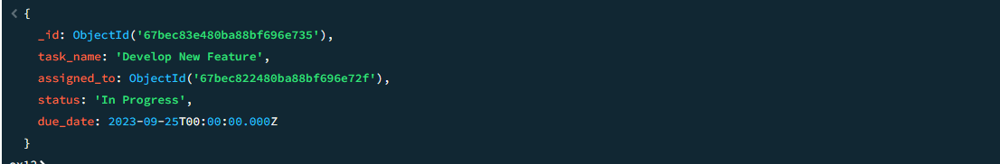 < {
_id: ObjectId('67bec83e480ba88bf696e735'),
task_name: 'Develop New Feature',
assigned_to: ObjectId('67bec822480ba88bf696e72f'),
status: 'In Progress',
due_date: 2023-09-25T00:00:00.000Z
}